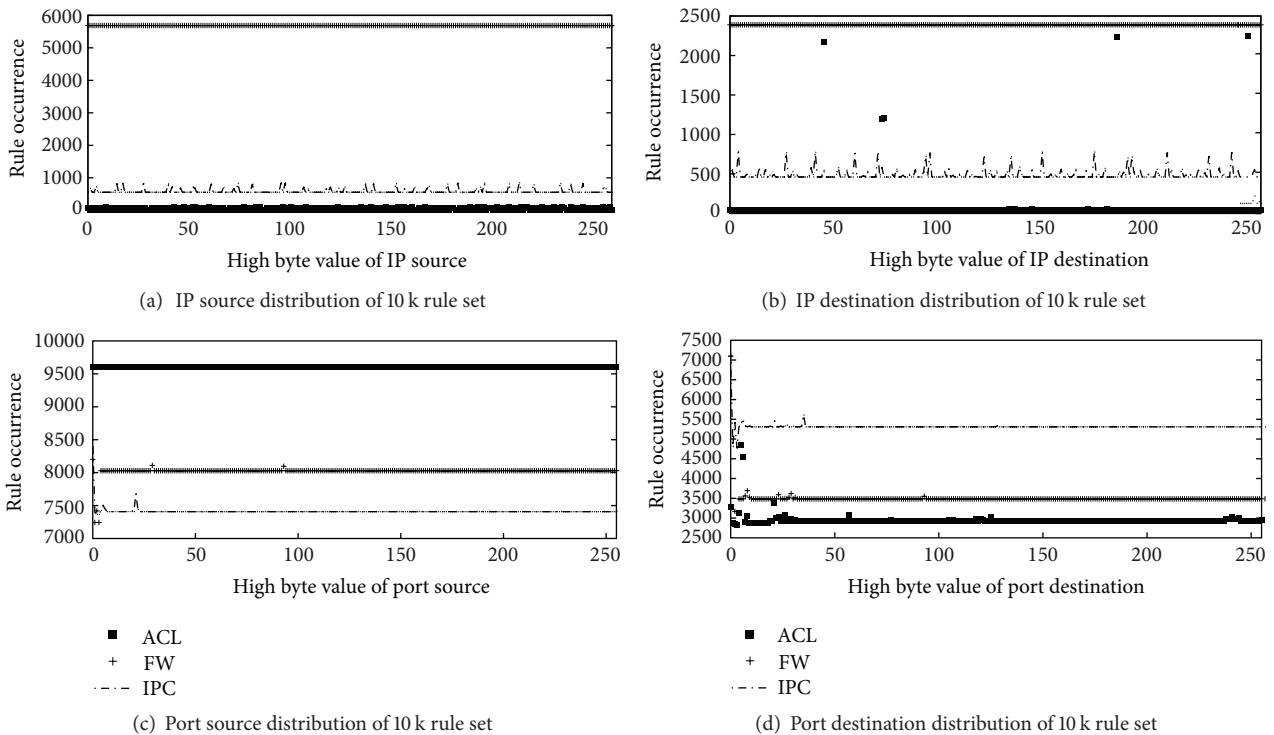 6000
5000
4000
3000
2000
1000
0
Rule occurrence
0 50 100 150 200 250
High byte value of IP source
(a) IP source distribution of 10 k rule set
2500
2000
1500
1000
500
0
Rule occurrence
0 50 100 150 200 250
High byte value of IP destination
(b) IP destination distribution of 10 k rule set
10000
9500
9000
8500
8000
7500
7000
Rule occurrence
0 50 100 150 200 250
High byte value of port source
ACL
FW
IPC
(c) Port source distribution of 10 k rule set
7500
7000
6500
6000
5500
5000
4500
4000
3500
3000
2500
Rule occurrence
0 50 100 150 200 250
High byte value of port destination
ACL
FW
IPC
(d) Port destination distribution of 10 k rule set